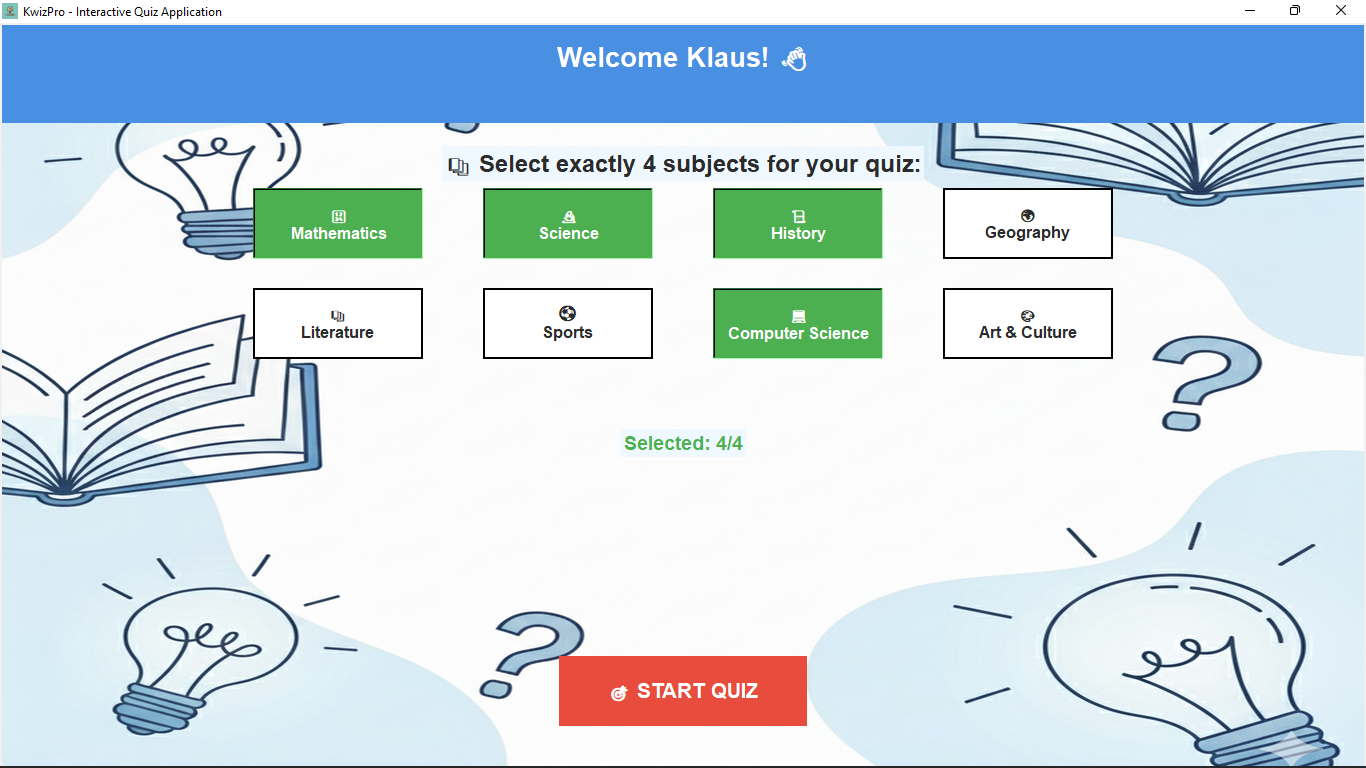 KwizPro - Interactive Quiz Application
Welcome Klaus! 👋
📚 Select exactly 4 subjects for your quiz:
Mathematics
Science
History
Geography
Literature
Sports
Computer Science
Art & Culture
Selected: 4/4
🎯 START QUIZ